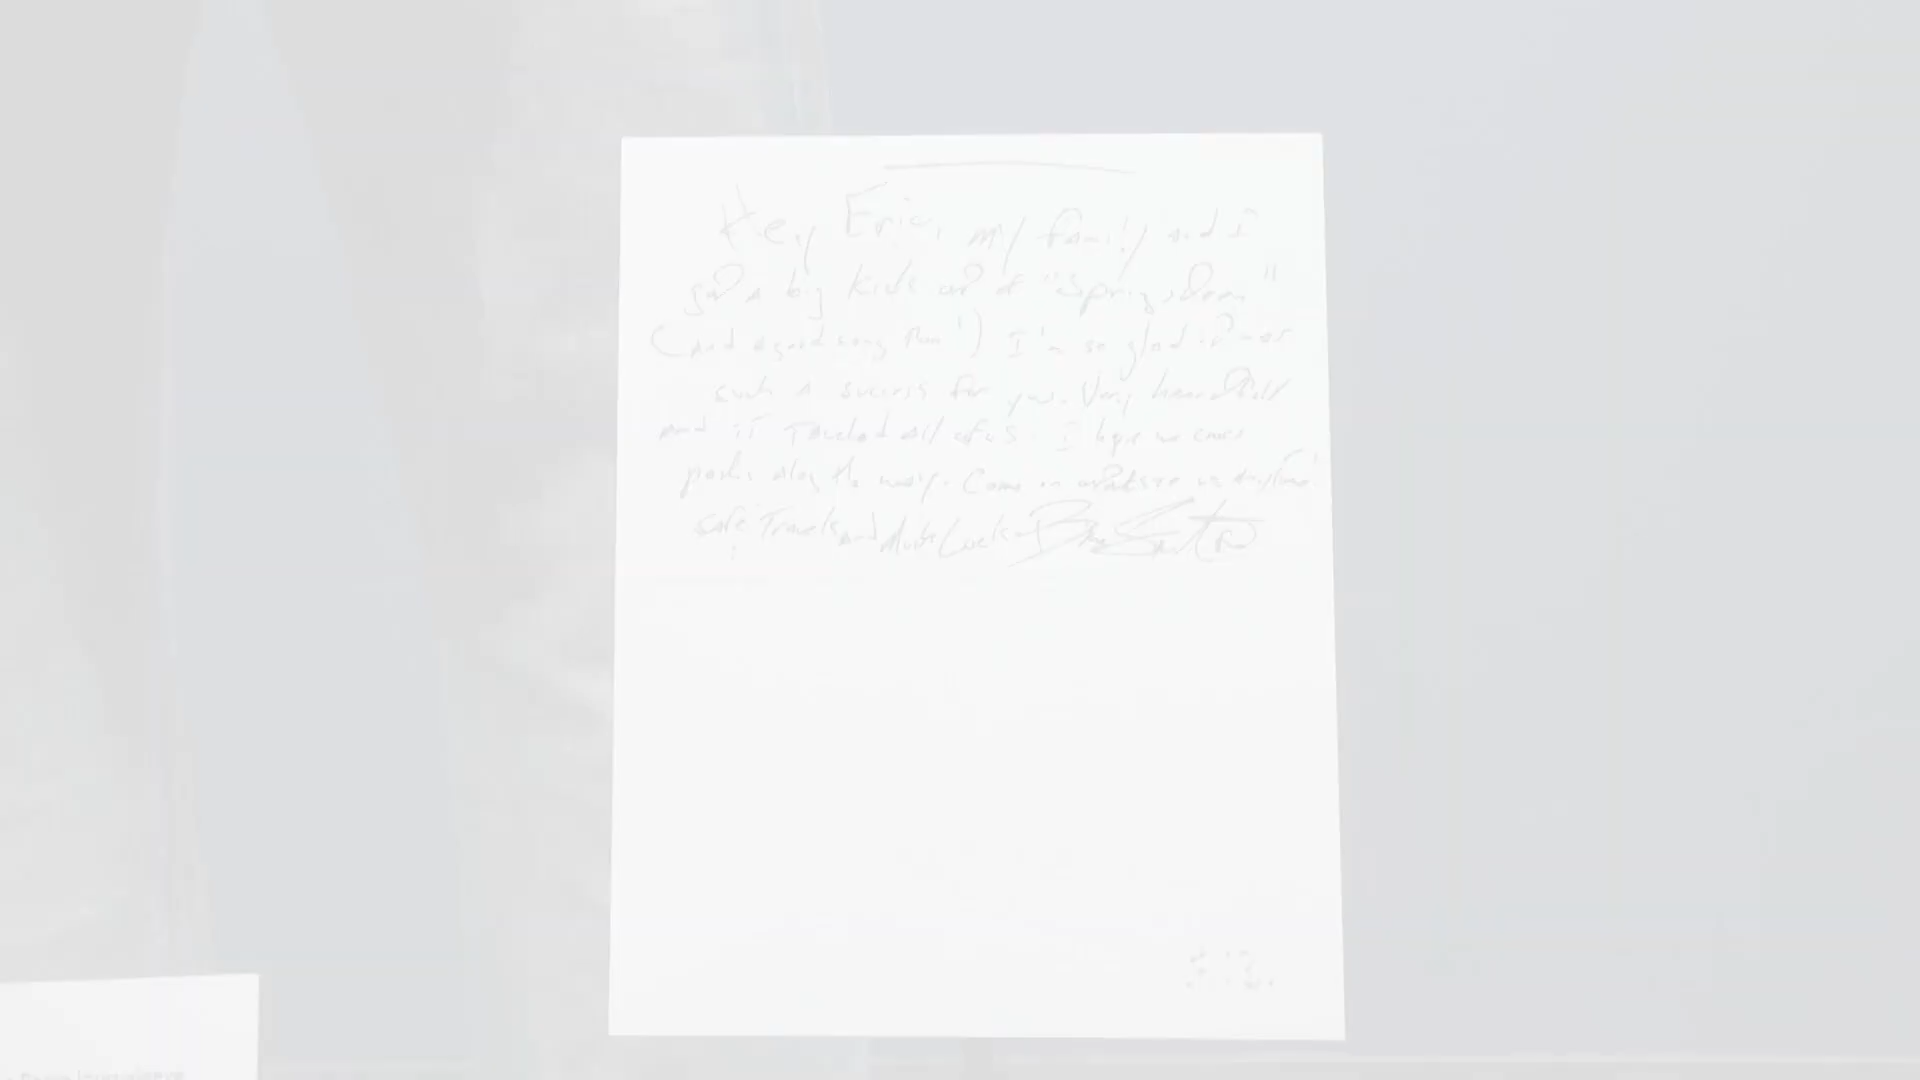 Hey Eric, my family and I
got a big kick out of "Springsteen"
(and a good song too!) I'm so glad it was
such a success for you. Very heartfelt
and it touched all of us. I hope we cross
paths along the way. Come on out & see us anytime!
Safe Travels and Much Luck